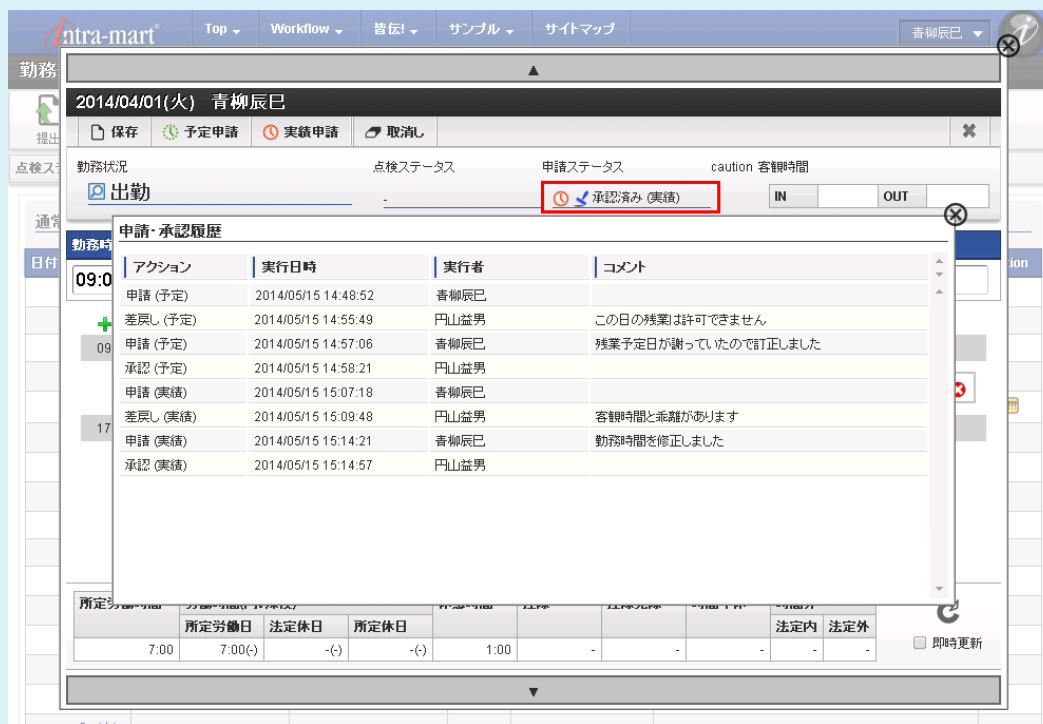 intra-mart Top Workflow 皆伝! サンプル サイトマップ 青柳辰巳
勤務
▲
2014/04/01(火) 青柳辰巳
提出
保存 予定申請 実績申請 取消し
点検ス
勤務状況 点検ステータス 申請ステータス caution 客観時間
出勤 - 承認済み (実績) IN OUT
通常
申請・承認履歴
日付 勤務時 tion
アクション 実行日時 実行者 コメント
09:0
申請 (予定) 2014/05/15 14:48:52 青柳辰巳
差戻し (予定) 2014/05/15 14:55:49 円山益男 この日の残業は許可できません
09 申請 (予定) 2014/05/15 14:57:06 青柳辰巳 残業予定日が謝っていたので訂正しました
承認 (予定) 2014/05/15 14:58:21 円山益男
申請 (実績) 2014/05/15 15:07:18 青柳辰巳
差戻し (実績) 2014/05/15 15:09:48 円山益男 客観時間と乖離があります
17 申請 (実績) 2014/05/15 15:14:21 青柳辰巳 勤務時間を修正しました
承認 (実績) 2014/05/15 15:14:57 円山益男
所定労
所定労働日 法定休日 所定休日 法定内 法定外
7:00 7:00(-) -(-) -(-) 1:00 - - - - - 即時更新
▼